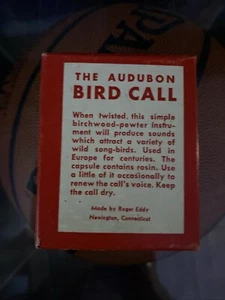 THE AUDUBON
BIRD CALL
When twisted, this simple
birchwood-pewter instru-
ment will produce sounds
which attract a variety of
wild song-birds. Used in
Europe for centuries. The
capsule contains rosin. Use
a little of it occasionally to
renew the call's voice. Keep
the call dry.
Made by Roger Eddy
Newington, Connecticut